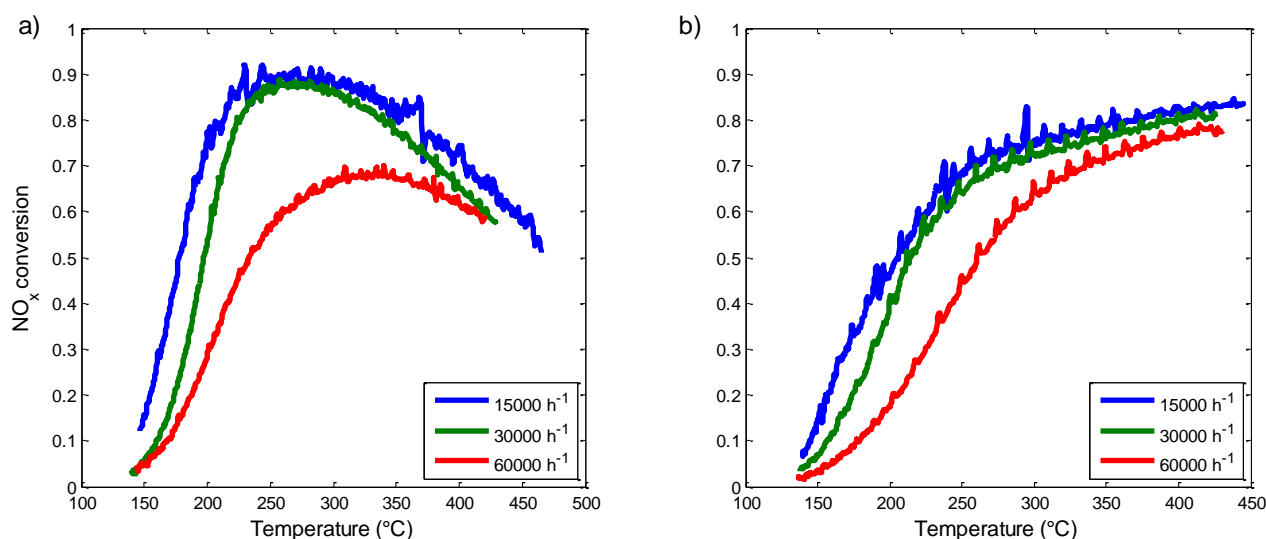 a)
NOx conversion
1
0.9
0.8
0.7
0.6
0.5
0.4
0.3
0.2
0.1
0
100 150 200 250 300 350 400 450 500
Temperature (°C)
15000 h⁻¹
30000 h⁻¹
60000 h⁻¹
b)
1
0.9
0.8
0.7
0.6
0.5
0.4
0.3
0.2
0.1
0
100 150 200 250 300 350 400 450
Temperature (°C)
15000 h⁻¹
30000 h⁻¹
60000 h⁻¹